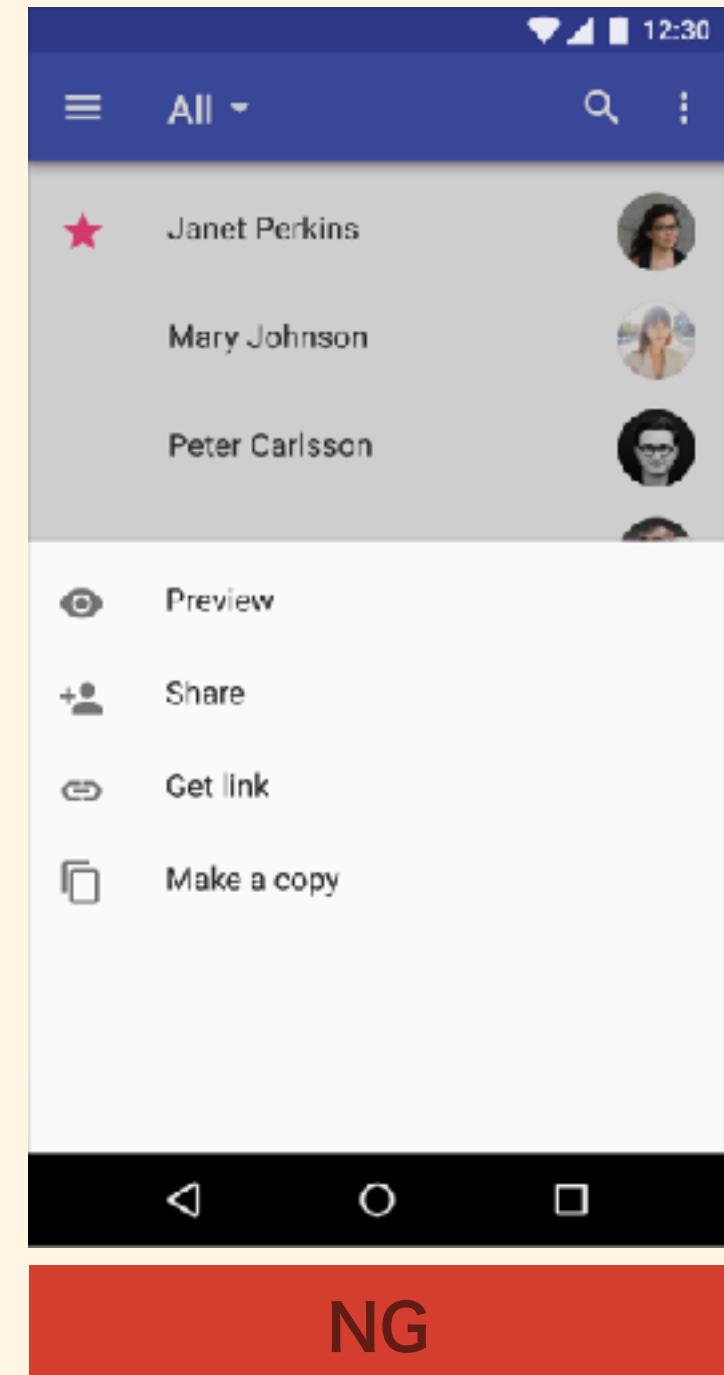 12:30
All
Janet Perkins
Mary Johnson
Peter Carlsson
Preview
Share
Get link
Make a copy
NG